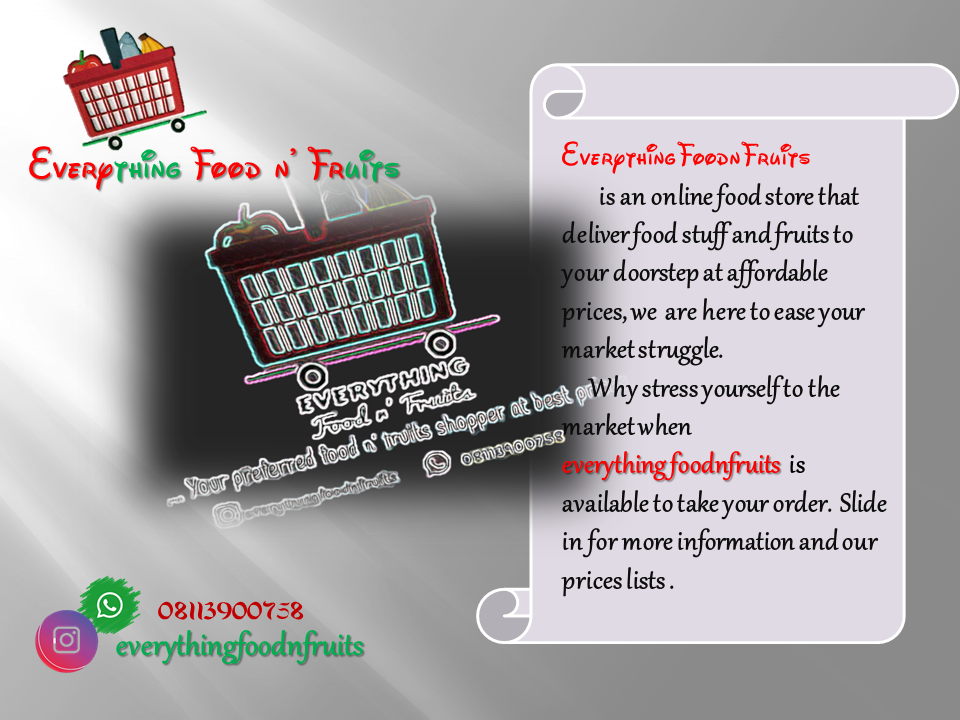 Everything Food n' Fruits
EVERYTHING
Food n' Fruits
... Your preferred food n' fruits shopper at best
08113900758
everythingfoodnfruits
Everything Food n Fruits
is an online food store that
deliver food stuff and fruits to
your doorstep at affordable
prices, we are here to ease your
market struggle.
Why stress yourself to the
market when
everything foodnfruits is
available to take your order. Slide
in for more information and our
prices lists .
08113900758
everythingfoodnfruits